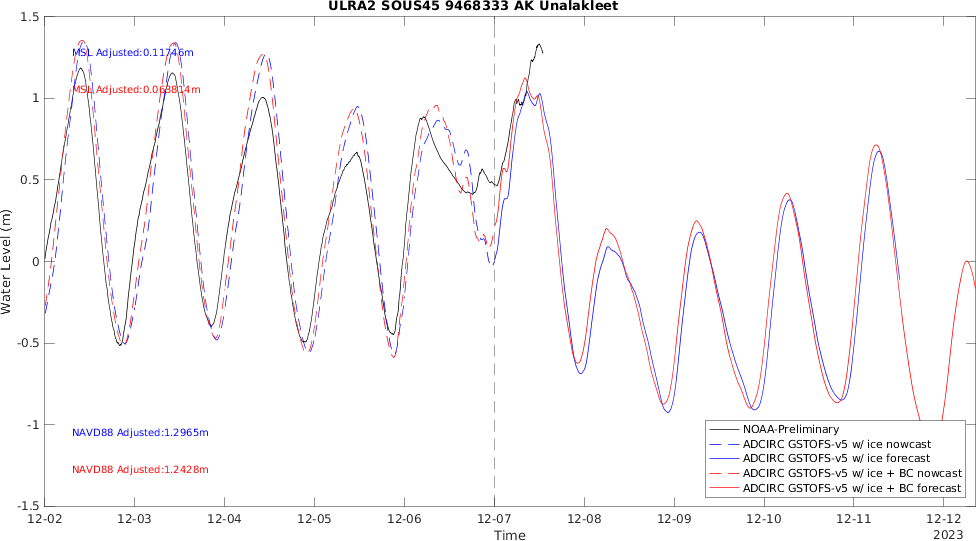 ULRA2 SOUS45 9468333 AK Unalakleet
1.5
1
0.5
0
-0.5
-1
-1.5
Water Level (m)
MSL Adjusted:0.11746m
MSL Adjusted:0.063814m
NAVD88 Adjusted:1.2965m
NAVD88 Adjusted:1.2428m
NOAA-Preliminary
ADCIRC GSTOFS-v5 w/ ice nowcast
ADCIRC GSTOFS-v5 w/ ice forecast
ADCIRC GSTOFS-v5 w/ ice + BC nowcast
ADCIRC GSTOFS-v5 w/ ice + BC forecast
12-02 12-03 12-04 12-05 12-06 12-07 12-08 12-09 12-10 12-11 12-12
Time
2023